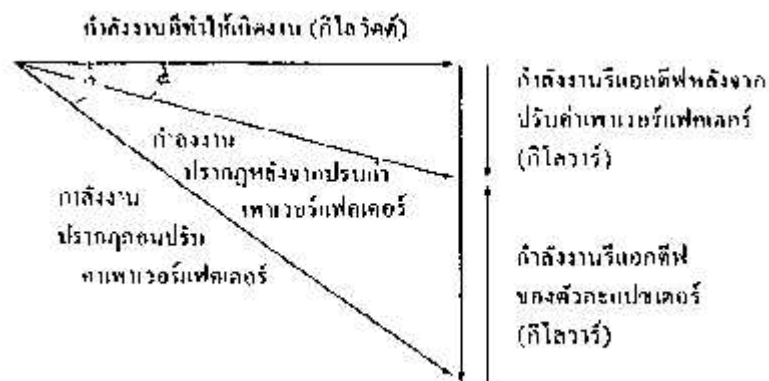 กำลังงานที่ทำให้เกิดงาน (กิโลวัตต์)
กำลังงานรีแอกตีฟหลังจาก
ปรับค่าเพาเวอร์แฟคเตอร์
(กิโลวาร์)
กำลังงาน
ปรากฏหลังจากปรับค่า
เพาเวอร์แฟคเตอร์
กำลังงาน
ปรากฏก่อนปรับ
ค่าเพาเวอร์แฟคเตอร์
กำลังงานรีแอกตีฟ
ของตัวคะแปซิเตอร์
(กิโลวาร์)